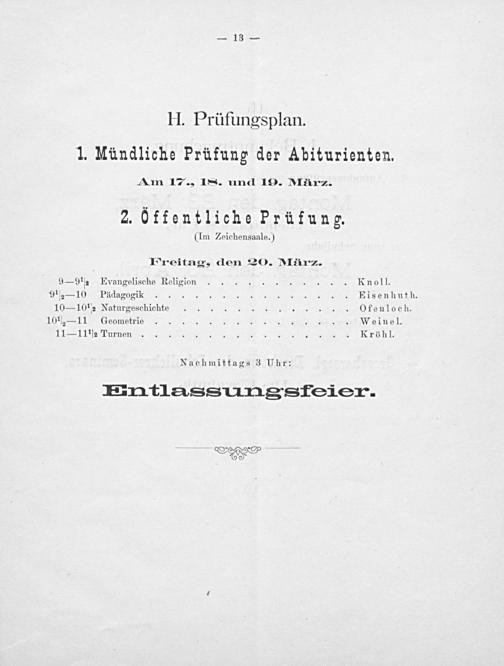 — 13 —
H. Prüfungsplan.
1. Mündliche Prüfung der Abiturienten.
Am 17., 18. und 19. März.
2. Öffentliche Prüfung.
(Im Zeichensaale.)
Freitag, den 20. März.
9—9½ Evangelische Religion . . . . . . . . . . . Knoll.
9½—10 Pädagogik . . . . . . . . . . . . . . . Eisenhuth.
10—10½ Naturgeschichte . . . . . . . . . . . . . Ofenloch.
10½—11 Geometrie . . . . . . . . . . . . . . . Weinel.
11—11½ Turnen . . . . . . . . . . . . . . . . Kröhl.
Nachmittags 3 Uhr:
Entlassungsfeier.